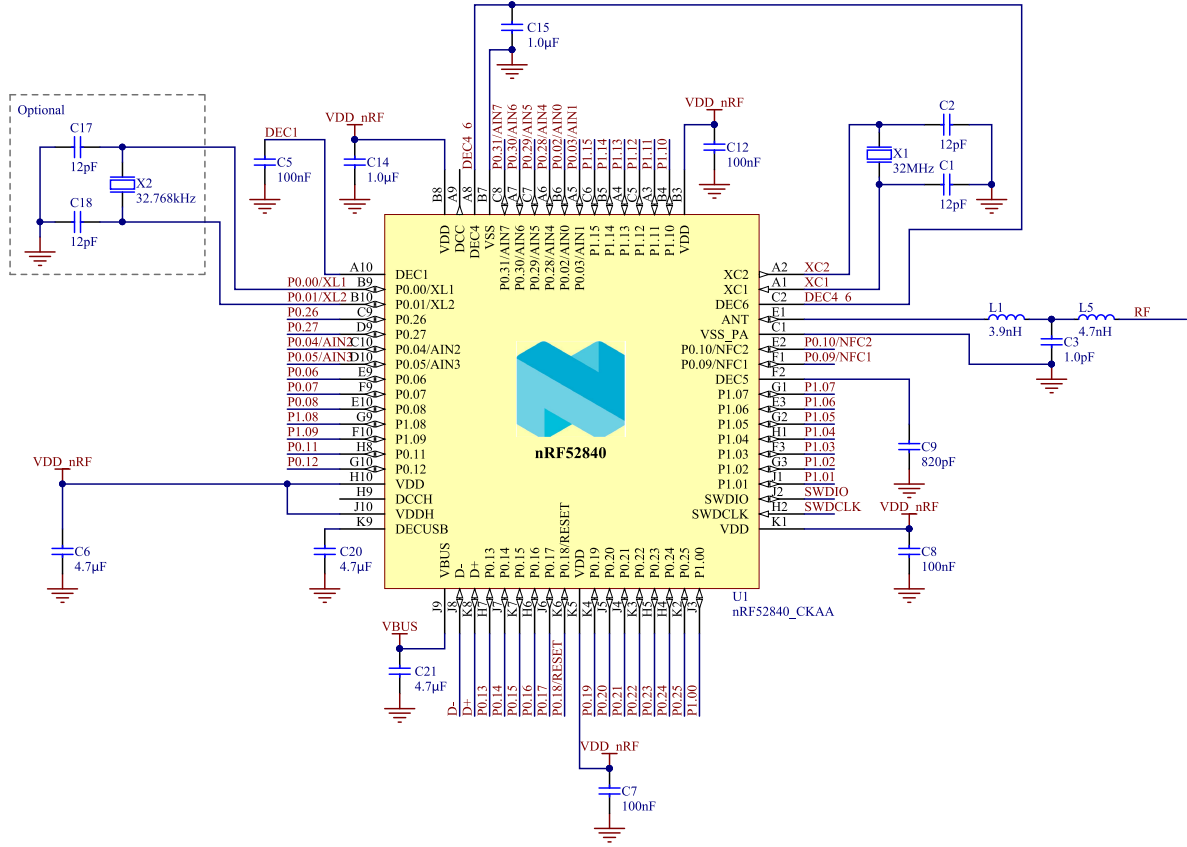 C15
1.0µF
Optional
C17
12pF
X2
32.768kHz
C18
12pF
DEC1
C5
100nF
VDD_nRF
C14
1.0µF
DEC4_6
P0.31/AIN7
P0.30/AIN6
P0.29/AIN5
P0.28/AIN4
P0.02/AIN0
P0.03/AIN1
P1.15
P1.14
P1.13
P1.12
P1.11
P1.10
VDD_nRF
C12
100nF
C2
12pF
X1
32MHz
C1
12pF
B8
A9
A8
B7
C8
A7
C7
A6
B6
A5
C6
B5
A4
C5
A3
B4
B3
VDD
DCC
DEC4
VSS
P0.31/AIN7
P0.30/AIN6
P0.29/AIN5
P0.28/AIN4
P0.02/AIN0
P0.03/AIN1
P1.15
P1.14
P1.13
P1.12
P1.11
P1.10
VDD
A10 DEC1
P0.00/XL1 B9 P0.00/XL1
P0.01/XL2 B10 P0.01/XL2
P0.26 C9 P0.26
P0.27 D9 P0.27
P0.04/AIN2 C10 P0.04/AIN2
P0.05/AIN3 D10 P0.05/AIN3
P0.06 E9 P0.06
P0.07 F9 P0.07
P0.08 E10 P0.08
P1.08 G9 P1.08
P1.09 F10 P1.09
P0.11 H8 P0.11
P0.12 G10 P0.12
H10 VDD
H9 DCCH
J10 VDDH
K9 DECUSB
XC2 A2 XC2
XC1 A1 XC1
DEC6 C2 DEC4_6
ANT E1
VSS_PA C1
P0.10/NFC2 E2 P0.10/NFC2
P0.09/NFC1 F1 P0.09/NFC1
DEC5 F2
P1.07 G1 P1.07
P1.06 E3 P1.06
P1.05 G2 P1.05
P1.04 H1 P1.04
P1.03 F3 P1.03
P1.02 G3 P1.02
P1.01 J1 P1.01
SWDIO J2 SWDIO
SWDCLK H2 SWDCLK
VDD K1
L1
3.9nH
L5
4.7nH
RF
C3
1.0pF
nRF52840
C9
820pF
VDD_nRF
C8
100nF
VDD_nRF
C6
4.7µF
C20
4.7µF
VBUS
D-
D+
P0.13
P0.14
P0.15
P0.16
P0.17
P0.18/RESET
VDD
P0.19
P0.20
P0.21
P0.22
P0.23
P0.24
P0.25
P1.00
U1
nRF52840_CKAA
J9
J8
K8
H7
J7
K7
H6
J6
K6
K5
K4
J5
J4
K3
H5
H4
K2
J3
VBUS
C21
4.7µF
D-
D+
P0.13
P0.14
P0.15
P0.16
P0.17
P0.18/RESET
P0.19
P0.20
P0.21
P0.22
P0.23
P0.24
P0.25
P1.00
VDD_nRF
C7
100nF